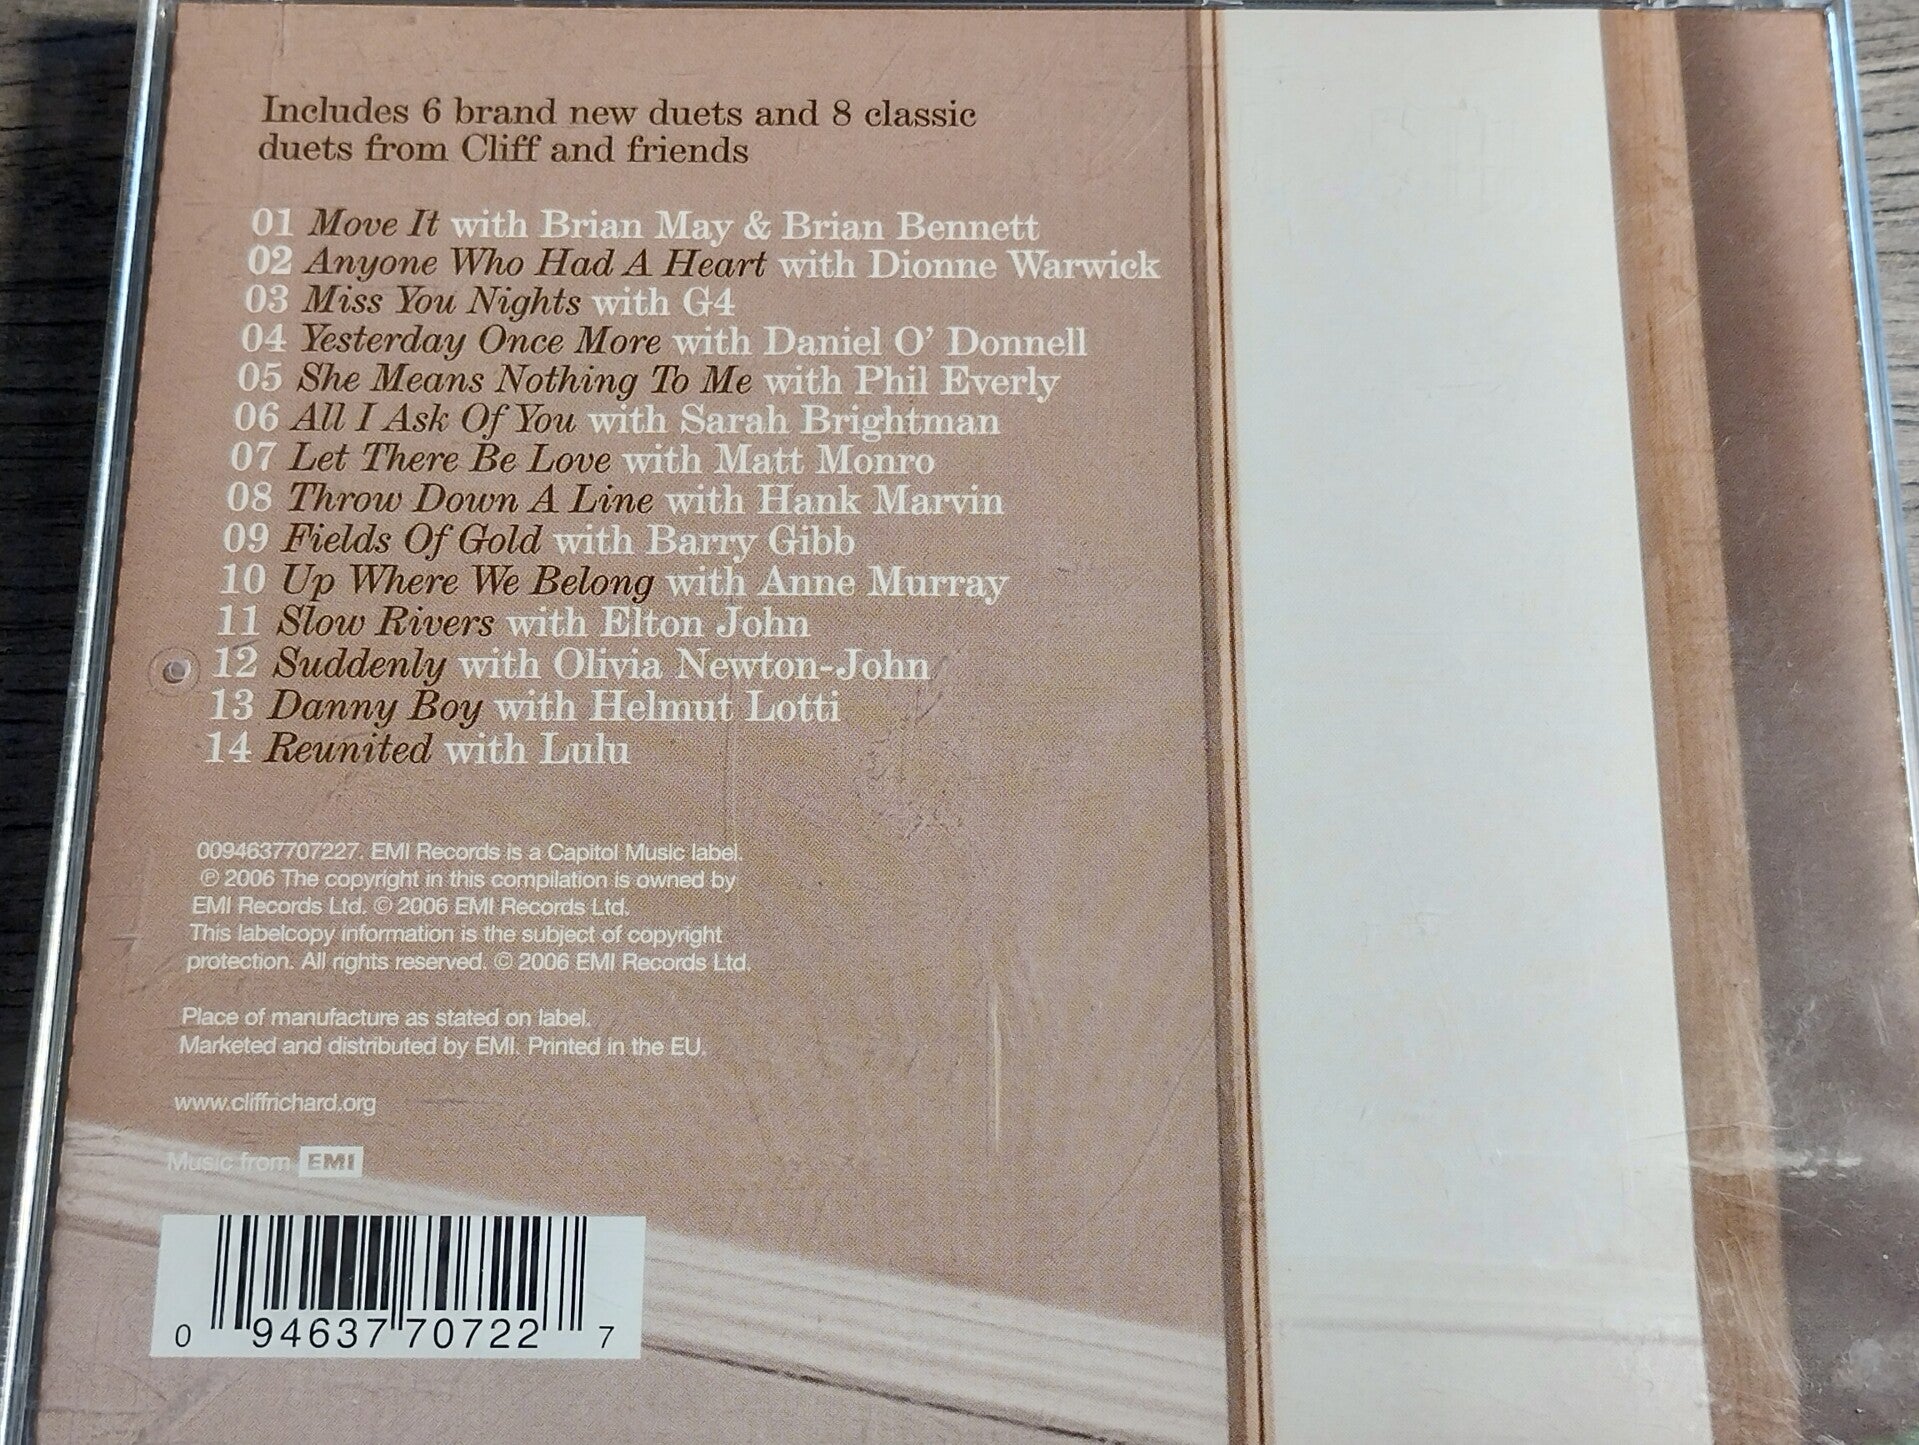 Includes 6 brand new duets and 8 classic
duets from Cliff and friends
01 Move It with Brian May & Brian Bennett
02 Anyone Who Had A Heart with Dionne Warwick
03 Miss You Nights with G4
04 Yesterday Once More with Daniel O' Donnell
05 She Means Nothing To Me with Phil Everly
06 All I Ask Of You with Sarah Brightman
07 Let There Be Love with Matt Monro
08 Throw Down A Line with Hank Marvin
09 Fields Of Gold with Barry Gibb
10 Up Where We Belong with Anne Murray
11 Slow Rivers with Elton John
12 Suddenly with Olivia Newton-John
13 Danny Boy with Helmut Lotti
14 Reunited with Lulu
0094637707227. EMI Records is a Capitol Music label.
℗ 2006 The copyright in this compilation is owned by
EMI Records Ltd. © 2006 EMI Records Ltd.
This labelcopy information is the subject of copyright
protection. All rights reserved. © 2006 EMI Records Ltd.
Place of manufacture as stated on label.
Marketed and distributed by EMI. Printed in the EU.
www.cliffrichard.org
Music from EMI
0 94637 70722 7